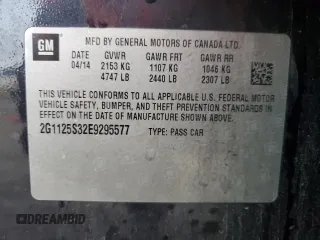 GM
MFD BY GENERAL MOTORS OF CANADA LTD.
DATE GVWR GAWR FRT GAWR RR
04/14 2153 KG 1107 KG 1046 KG
4747 LB 2440 LB 2307 LB
THIS VEHICLE CONFORMS TO ALL APPLICABLE U.S. FEDERAL MOTOR
VEHICLE SAFETY, BUMPER, AND THEFT PREVENTION STANDARDS
IN EFFECT ON THE DATE OF MANUFACTURE SHOWN ABOVE.
2G1125S32E9295577 TYPE: PASS CAR
DREAMBID